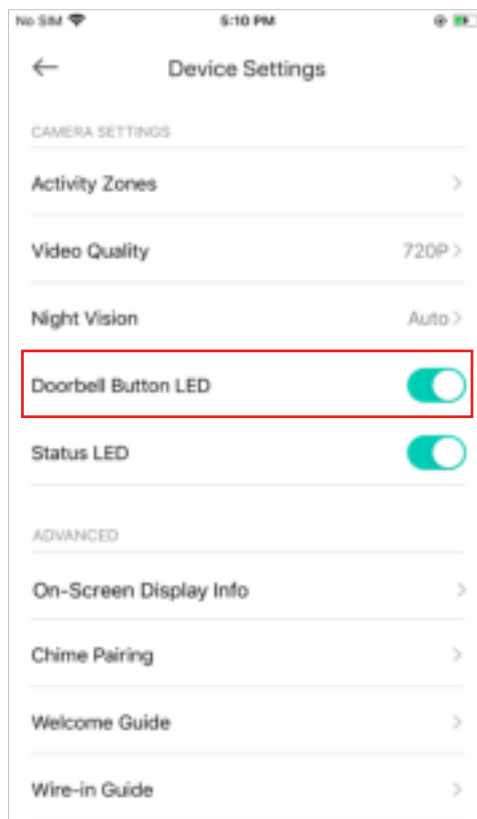 No SIM 5:10 PM
Device Settings
CAMERA SETTINGS
Activity Zones
Video Quality 720P
Night Vision Auto
Doorbell Button LED
Status LED
ADVANCED
On-Screen Display Info
Chime Pairing
Welcome Guide
Wire-in Guide